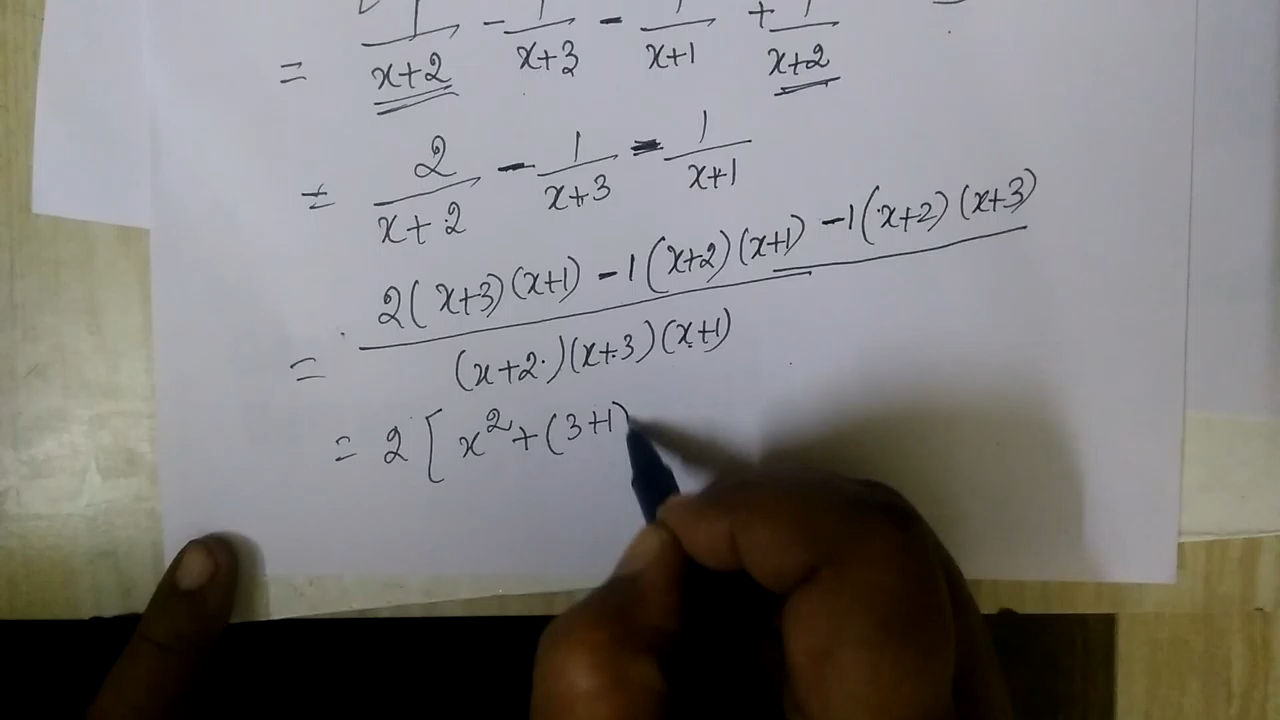 = 1/(x+2) - 1/(x+3) - 1/(x+1) + 1/(x+2)
= 2/(x+2) - 1/(x+3) - 1/(x+1)
= 2(x+3)(x+1) - 1(x+2)(x+1) - 1(x+2)(x+3)
(x+2)(x+3)(x+1)
= 2[x²+(3+1)